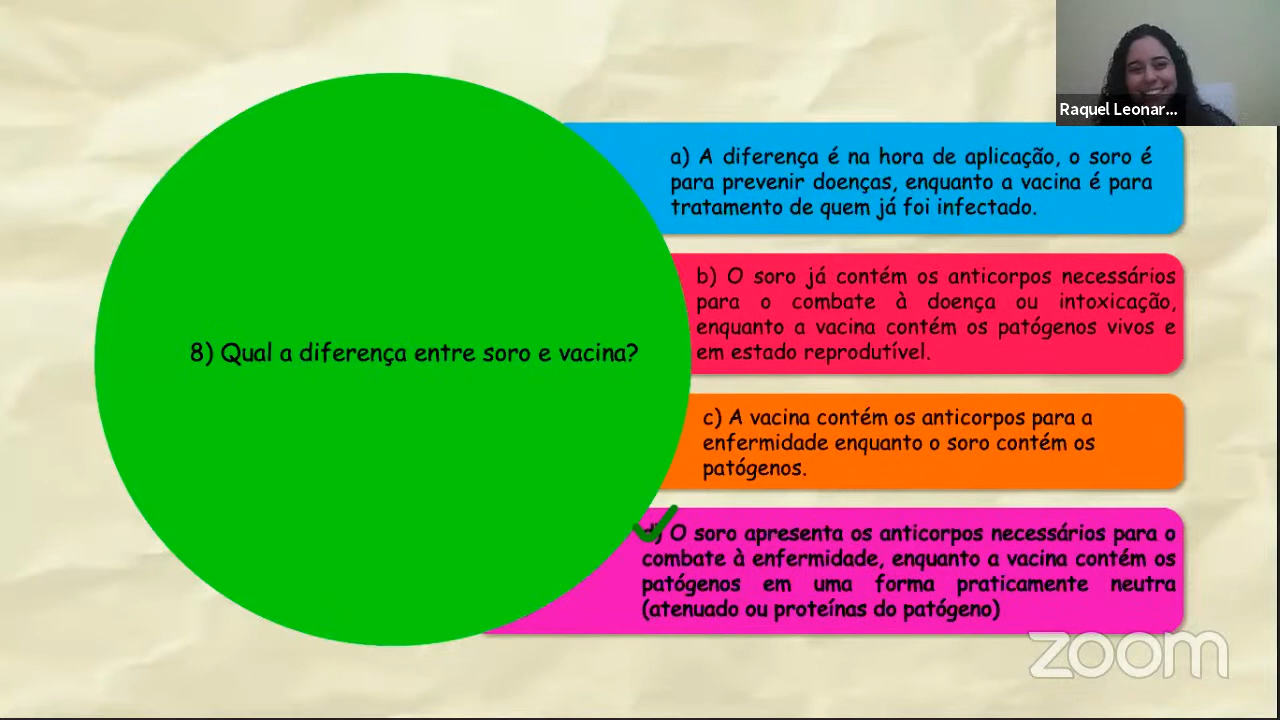 Raquel Leonar...
a) A diferença é na hora de aplicação, o soro é
para prevenir doenças, enquanto a vacina é para
tratamento de quem já foi infectado.
b) O soro já contém os anticorpos necessários
para o combate à doença ou intoxicação,
enquanto a vacina contém os patógenos vivos e
em estado reprodutível.
8) Qual a diferença entre soro e vacina?
c) A vacina contém os anticorpos para a
enfermidade enquanto o soro contém os
patógenos.
d) O soro apresenta os anticorpos necessários para o
combate à enfermidade, enquanto a vacina contém os
patógenos em uma forma praticamente neutra
(atenuado ou proteínas do patógeno)
zoom